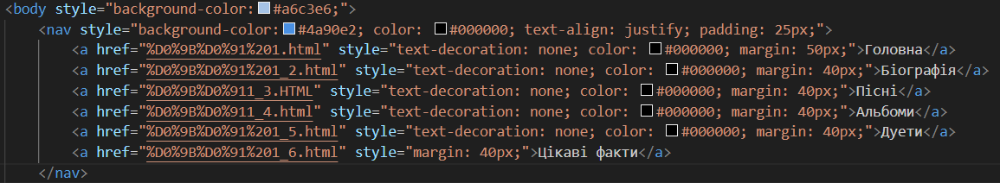 <body style="background-color: #a6c3e6;">
<nav style="background-color: #4a90e2; color: #000000; text-align: justify; padding: 25px;">
<a href="%D0%9B%D0%91%201.html" style="text-decoration: none; color: #000000; margin: 50px;">Головна</a>
<a href="%D0%9B%D0%91%201_2.html" style="text-decoration: none; color: #000000; margin: 40px;">Біографія</a>
<a href="%D0%9B%D0%911_3.HTML" style="text-decoration: none; color: #000000; margin: 40px;">Пісні</a>
<a href="%D0%9B%D0%911_4.html" style="text-decoration: none; color: #000000; margin: 40px;">Альбоми</a>
<a href="%D0%9B%D0%91%201_5.html" style="text-decoration: none; color: #000000; margin: 40px;">Дуети</a>
<a href="%D0%9B%D0%91%201_6.html" style="margin: 40px;">Цікаві факти</a>
</nav>